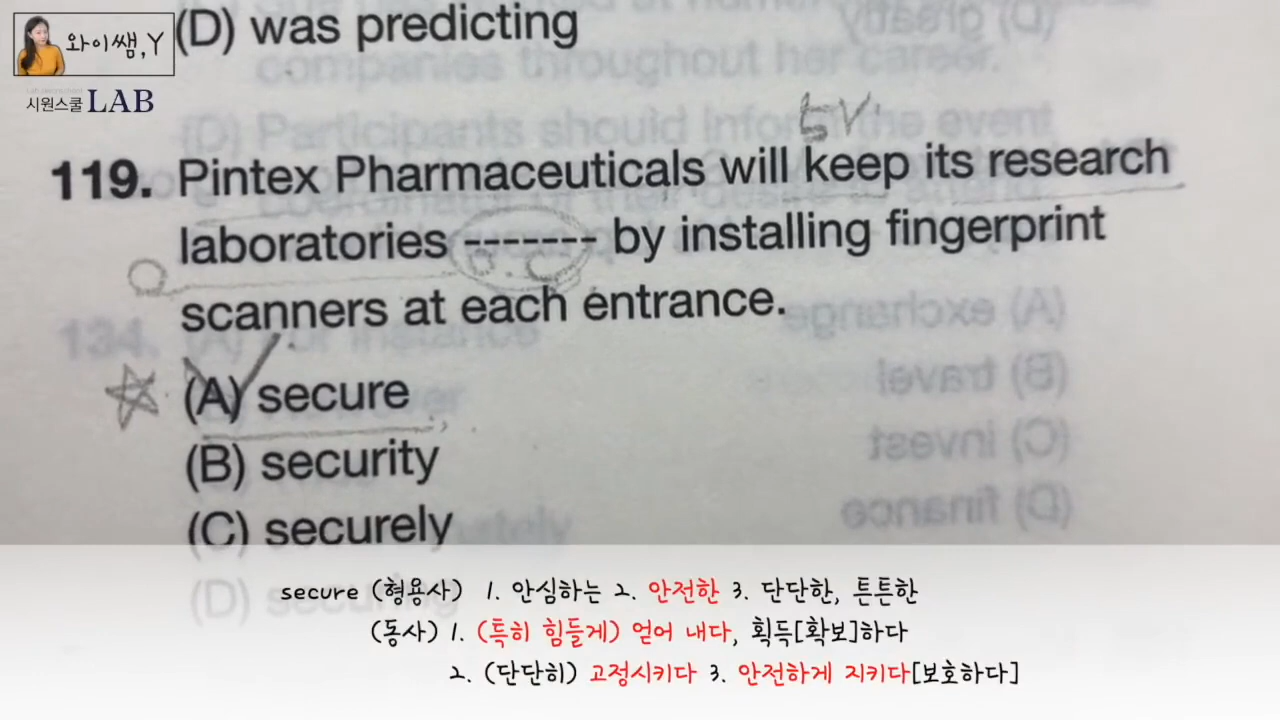 와이쌤,Y
시원스쿨 LAB
(D) was predicting
5V
119. Pintex Pharmaceuticals will keep its research
laboratories ------- by installing fingerprint
scanners at each entrance.
(A) secure
(B) security
(C) securely
(D) securing
secure (형용사) 1. 안심하는 2. 안전한 3. 단단한, 튼튼한
(동사) 1. (특히 힘들게) 얻어 내다, 획득[확보]하다
2. (단단히) 고정시키다 3. 안전하게 지키다[보호하다]